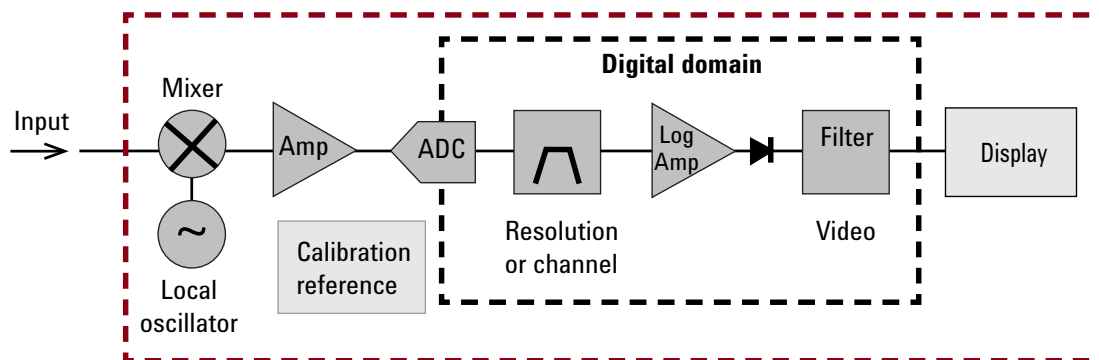 Digital domain
Mixer
Input
Amp
ADC
Log
Amp
Filter
Display
Calibration
reference
Resolution
or channel
Video
Local
oscillator